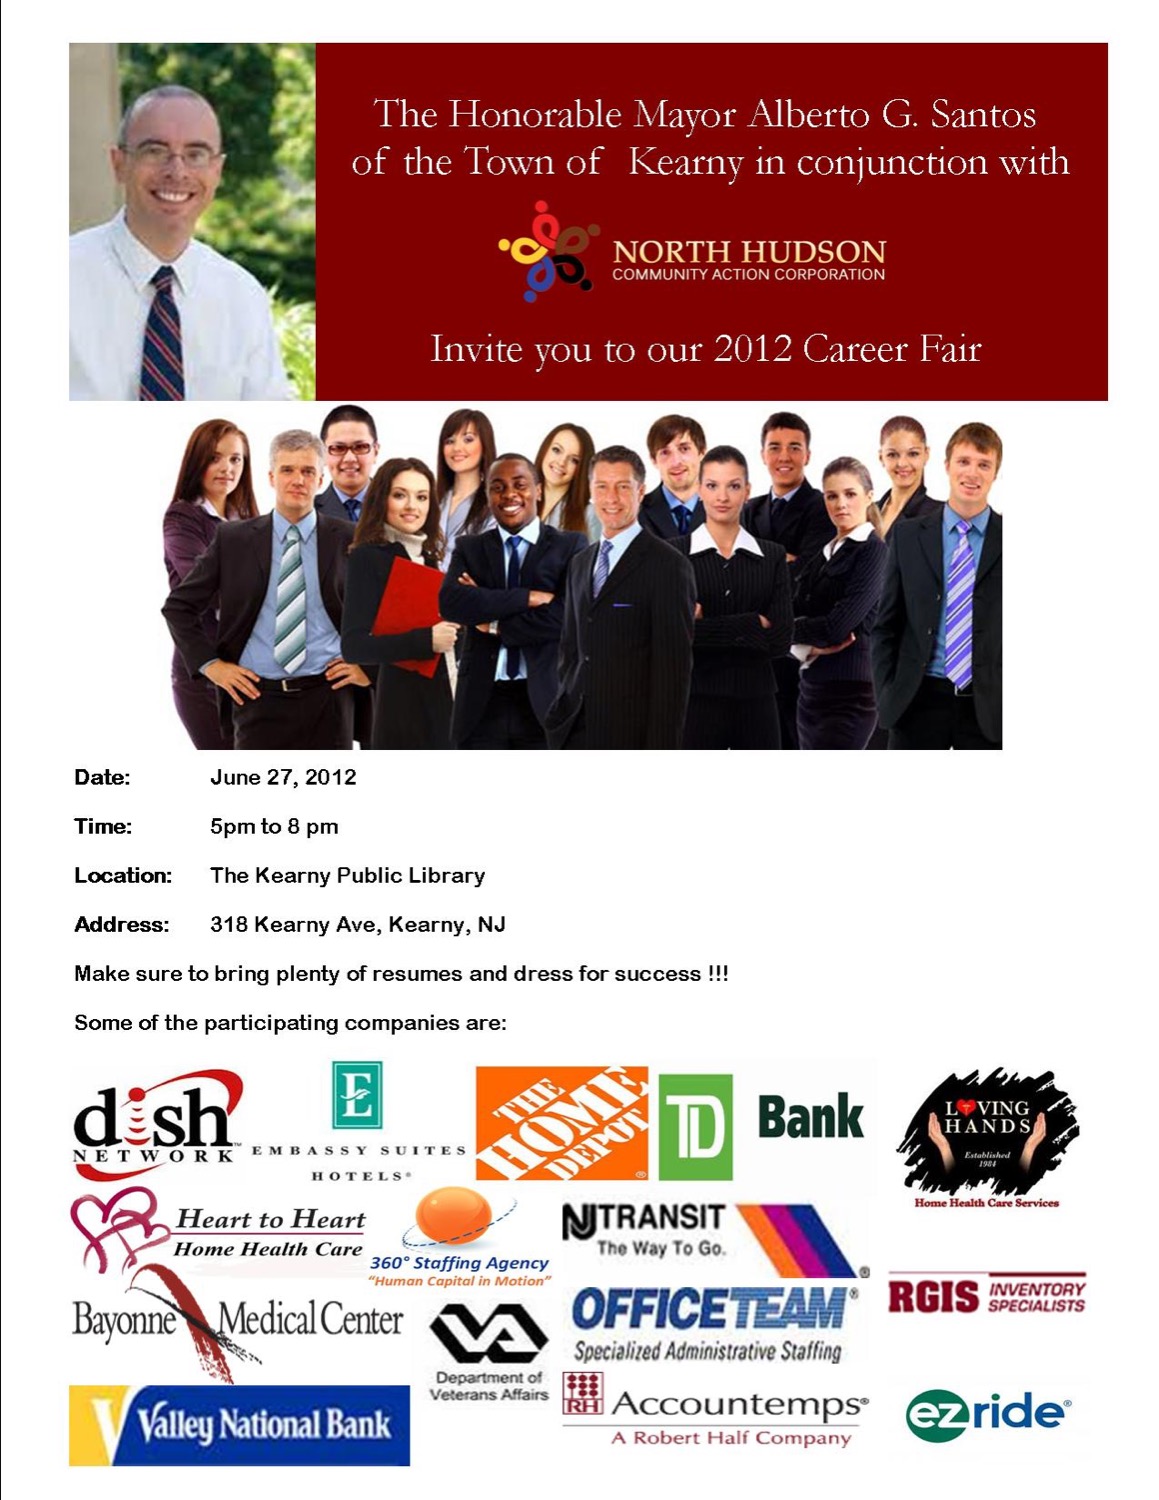 The Honorable Mayor Alberto G. Santos
of the Town of Kearny in conjunction with
NORTH HUDSON
COMMUNITY ACTION CORPORATION
Invite you to our 2012 Career Fair
Date: June 27, 2012
Time: 5pm to 8 pm
Location: The Kearny Public Library
Address: 318 Kearny Ave, Kearny, NJ
Make sure to bring plenty of resumes and dress for success !!!
Some of the participating companies are:
dish
NETWORK™
E
EMBASSY SUITES
HOTELS®
THE
HOME
DEPOT
®
TD
Bank
LOVING
HANDS
Established
1984
Home Health Care Services
Heart to Heart
Home Health Care
360° Staffing Agency
"Human Capital in Motion"
NJ TRANSIT
The Way To Go.
®
RGIS INVENTORY
SPECIALISTS
Bayonne Medical Center
VA
Department of
Veterans Affairs
OFFICETEAM®
Specialized Administrative Staffing
V Valley National Bank
RH Accountemps®
A Robert Half Company
ez ride®